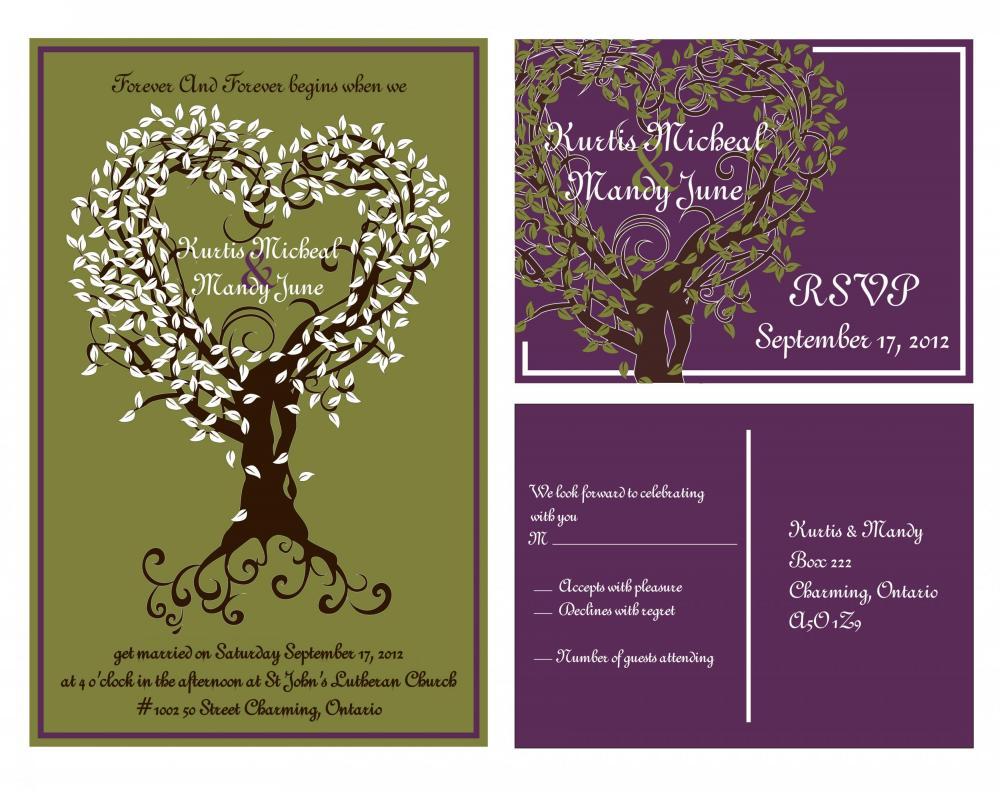 Forever And Forever begins when we
Kurtis Micheal
&
Mandy June
get married on Saturday September 17, 2012
at 4 o'clock in the afternoon at St John's Lutheran Church
# 1002 50 Street Charming, Ontario
Kurtis Micheal
&
Mandy June
RSVP
September 17, 2012
We look forward to celebrating
with you
M
Accepts with pleasure
Declines with regret
Number of guests attending
Kurtis & Mandy
Box 222
Charming, Ontario
A5O 1Z9